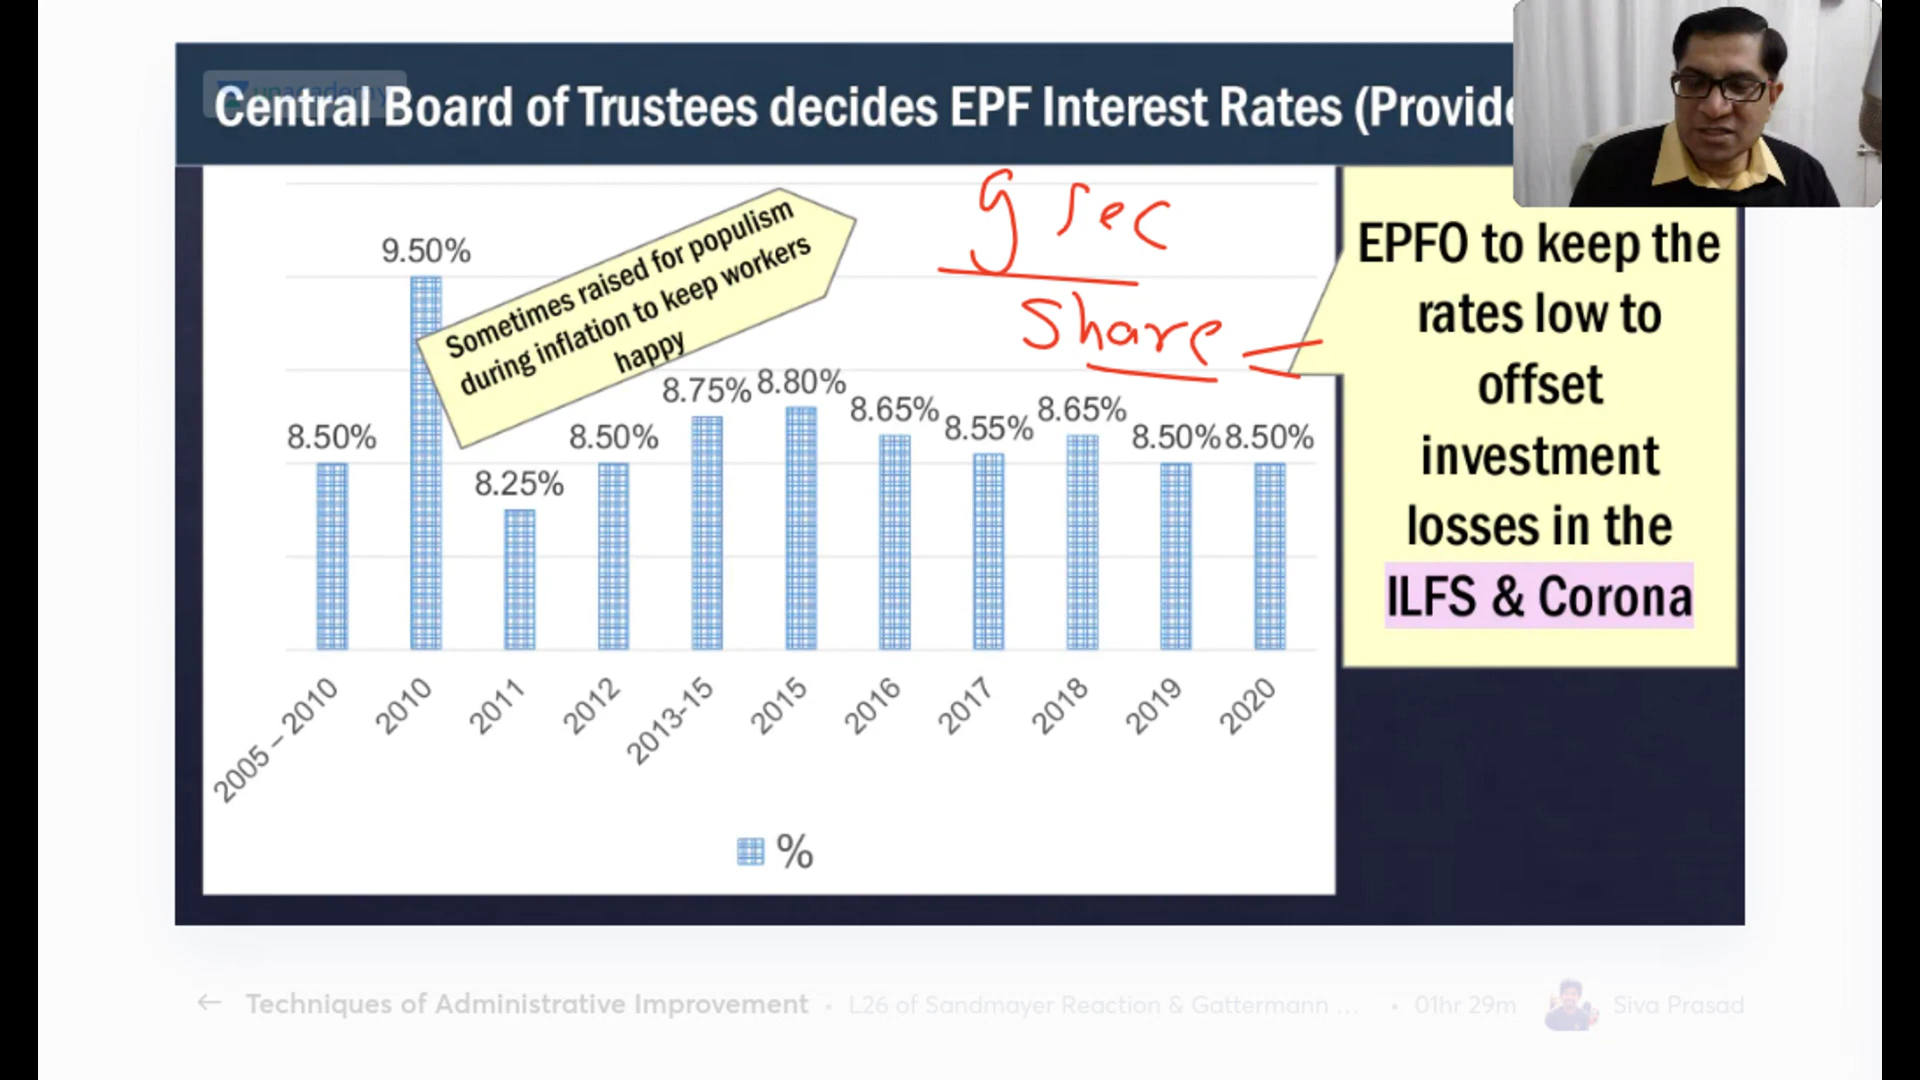 unacademy
Central Board of Trustees decides EPF Interest Rates (Provide
g sec
Share
Sometimes raised for populism
during inflation to keep workers
happy
EPFO to keep the
rates low to
offset
investment
losses in the
ILFS & Corona
8.50% 9.50% 8.25% 8.50% 8.75% 8.80% 8.65% 8.55% 8.65% 8.50% 8.50%
2005 – 2010 2010 2011 2012 2013-15 2015 2016 2017 2018 2019 2020
%
← Techniques of Administrative Improvement • L26 of Sandmayer Reaction & Gattermann ... • 01hr 29m Siva Prasad